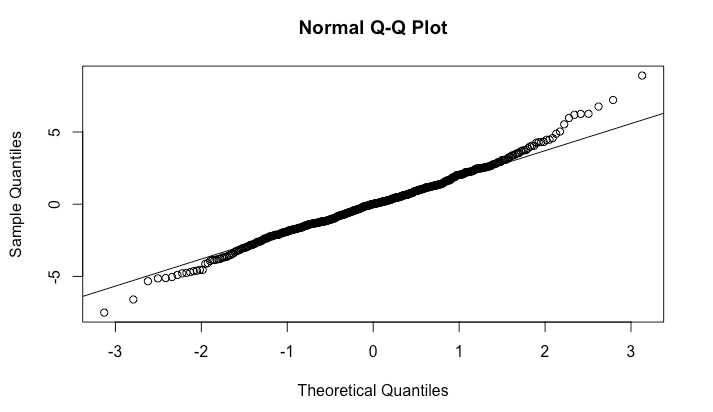 Normal Q-Q Plot
Sample Quantiles
5
0
-5
-3 -2 -1 0 1 2 3
Theoretical Quantiles